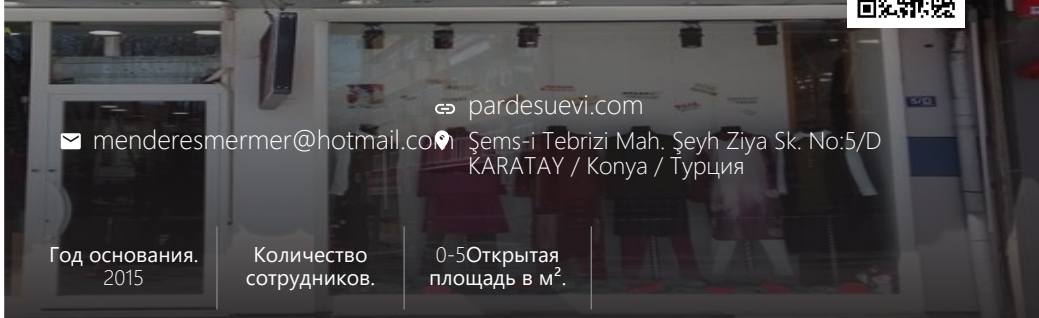 pardesuevi.com
menderesmermer@hotmail.com
Şems-i Tebrizi Mah. Şeyh Ziya Sk. No:5/D
KARATAY / Konya / Турция
5/D
Год основания.
2015
Количество
сотрудников.
0-5Открытая
площадь в м².